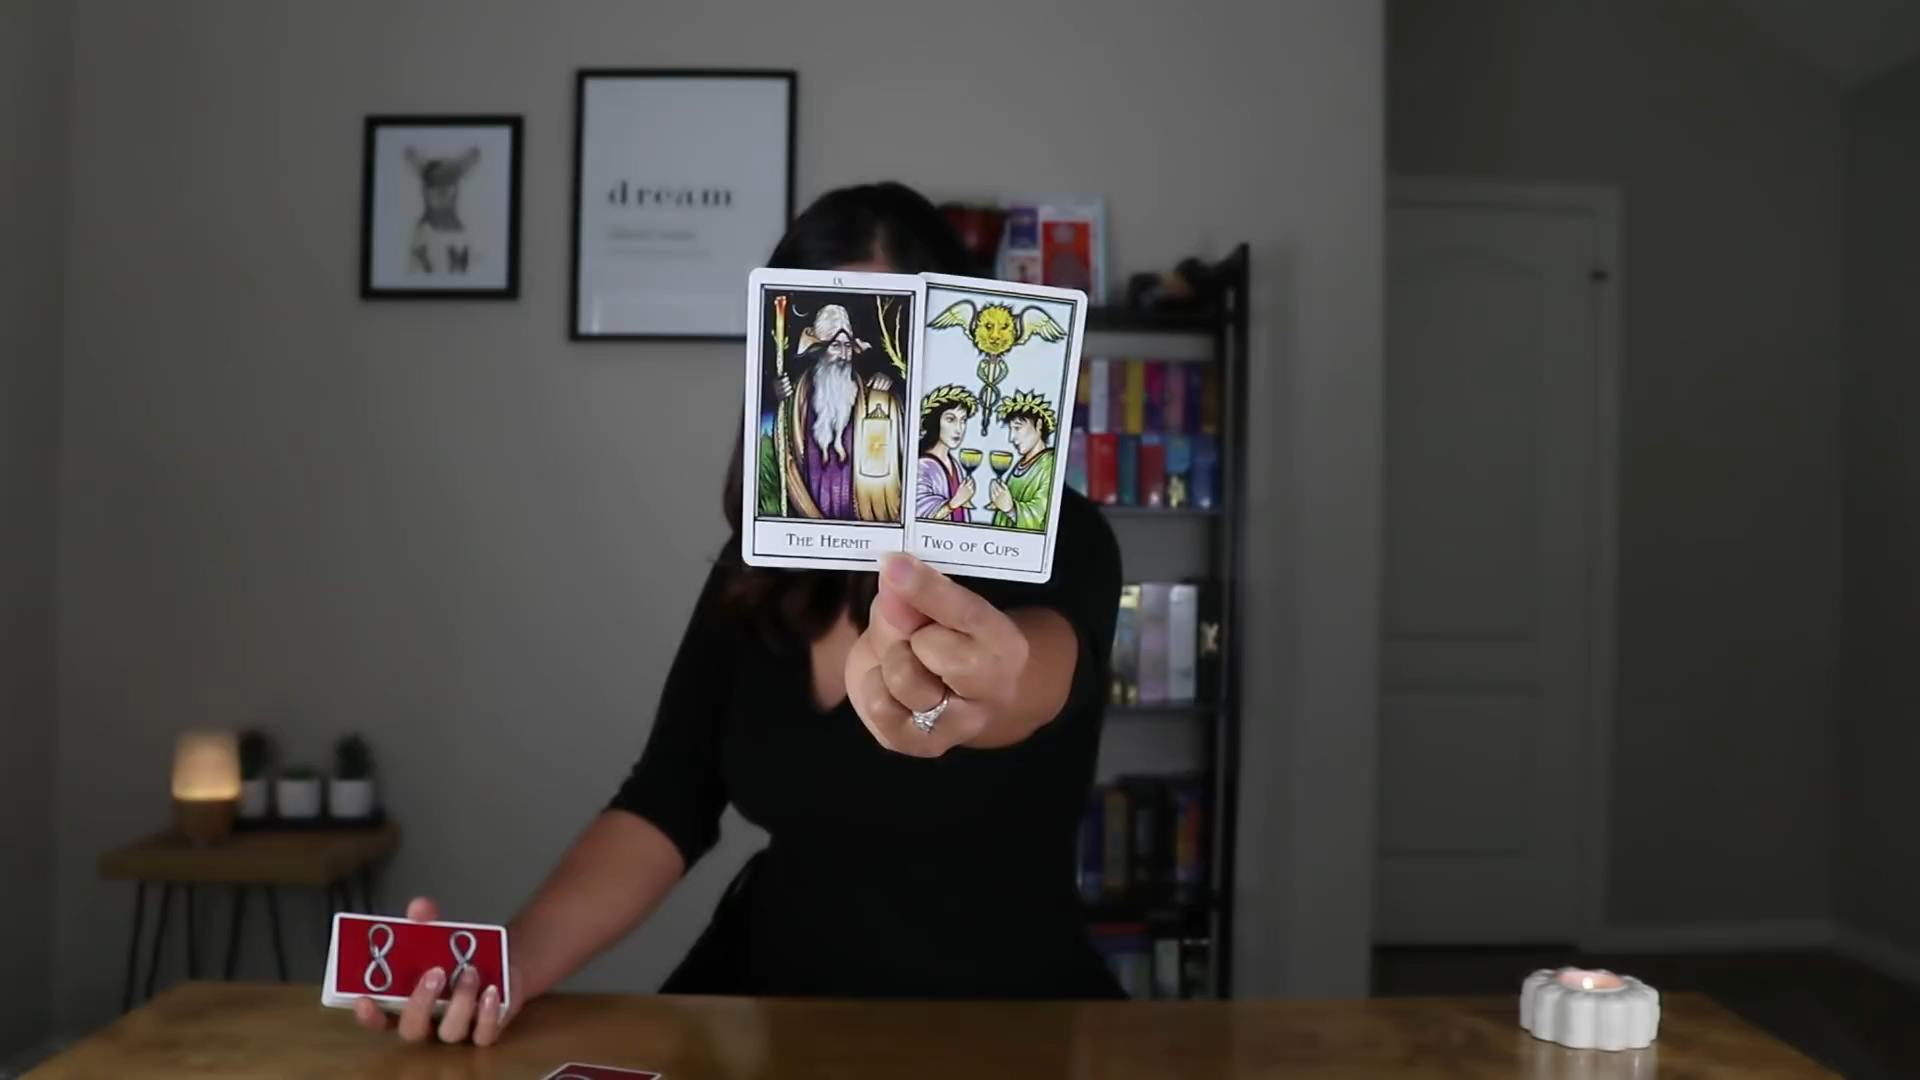 dream
IX
THE HERMIT
TWO OF CUPS